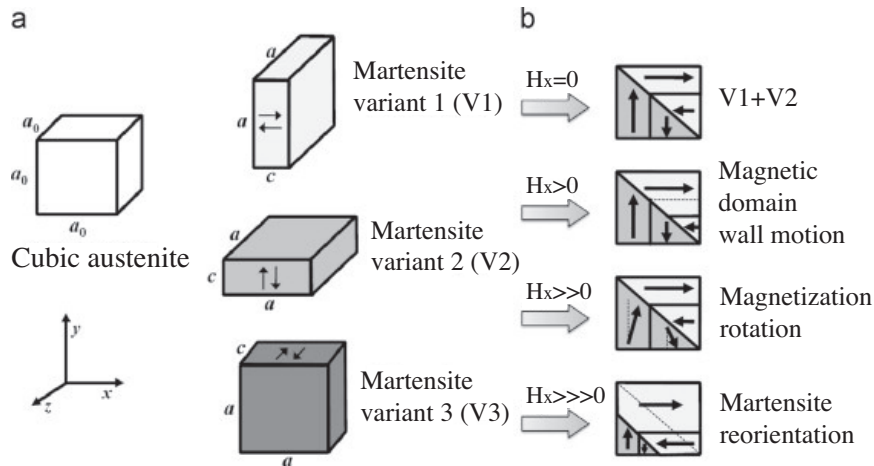 a
a₀
a₀
a₀
Cubic austenite
y
x
z
a
a
c
Martensite
variant 1 (V1)
a
c
a
Martensite
variant 2 (V2)
c
a
a
Martensite
variant 3 (V3)
b
Hx=0
V1+V2
Hx>0
Magnetic
domain
wall motion
Hx>>0
Magnetization
rotation
Hx>>>0
Martensite
reorientation